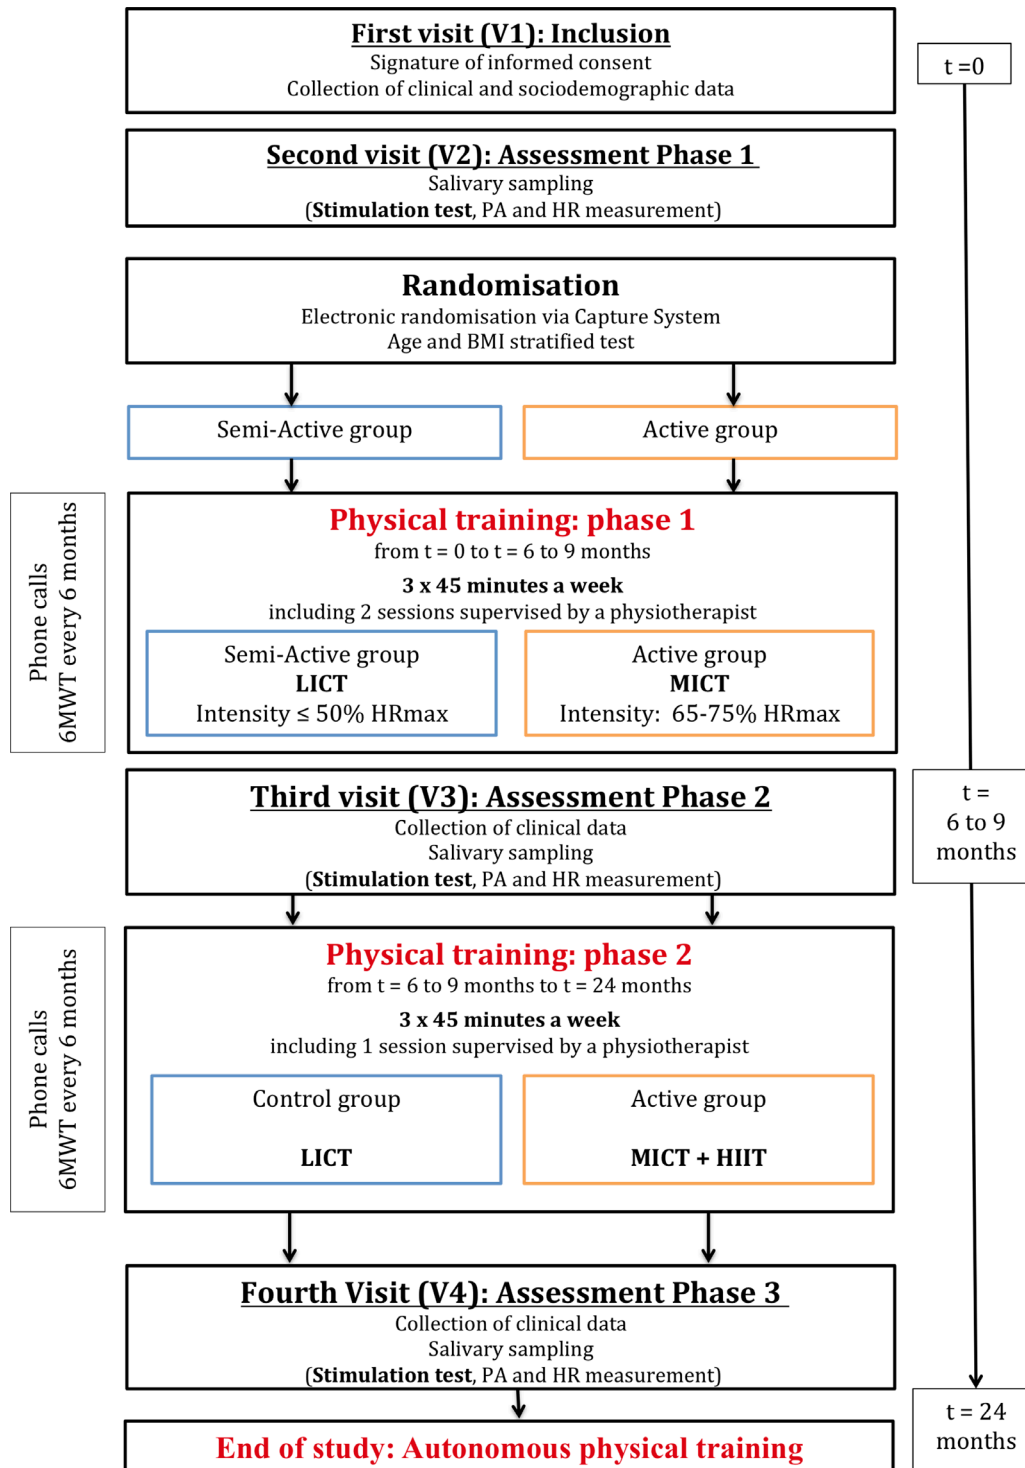 First visit (V1): Inclusion
Signature of informed consent
Collection of clinical and sociodemographic data
t =0
Second visit (V2): Assessment Phase 1
Salivary sampling
(Stimulation test, PA and HR measurement)
Randomisation
Electronic randomisation via Capture System
Age and BMI stratified test
Semi-Active group
Active group
Phone calls
6MWT every 6 months
Physical training: phase 1
from t = 0 to t = 6 to 9 months
3 x 45 minutes a week
including 2 sessions supervised by a physiotherapist
Semi-Active group
LICT
Intensity ≤ 50% HRmax
Active group
MICT
Intensity: 65-75% HRmax
Third visit (V3): Assessment Phase 2
Collection of clinical data
Salivary sampling
(Stimulation test, PA and HR measurement)
t =
6 to 9
months
Phone calls
6MWT every 6 months
Physical training: phase 2
from t = 6 to 9 months to t = 24 months
3 x 45 minutes a week
including 1 session supervised by a physiotherapist
Control group
LICT
Active group
MICT + HIIT
Fourth Visit (V4): Assessment Phase 3
Collection of clinical data
Salivary sampling
(Stimulation test, PA and HR measurement)
t = 24
months
End of study: Autonomous physical training